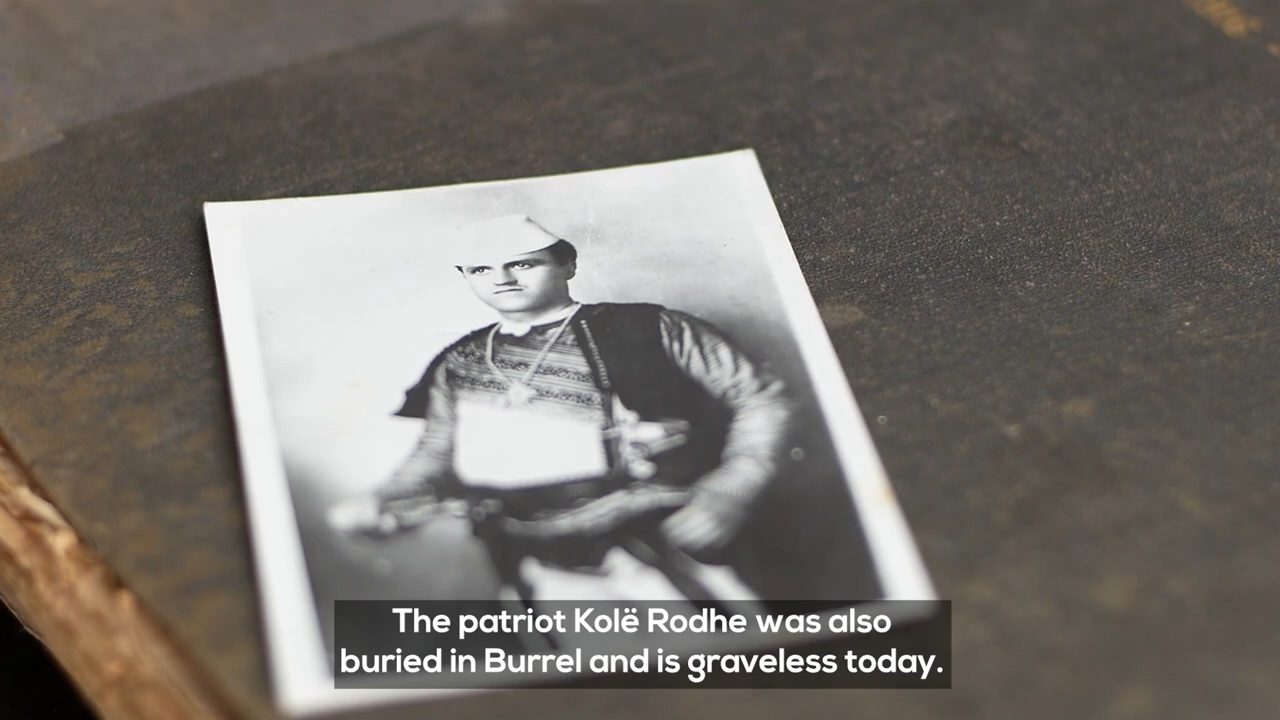 The patriot Kolë Rodhe was also
buried in Burrel and is graveless today.